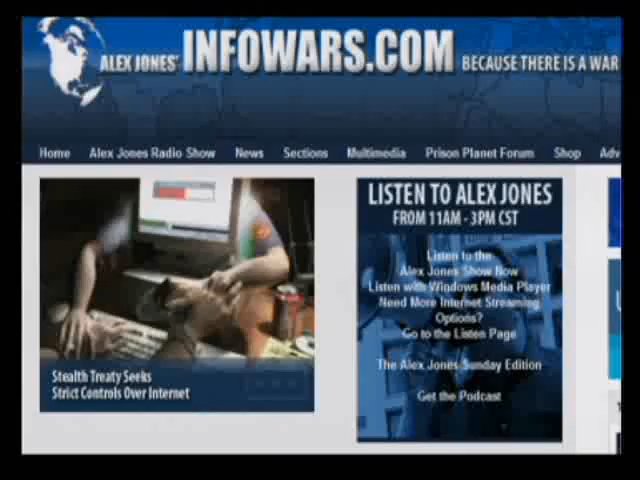 ALEX JONES' INFOWARS.COM BECAUSE THERE IS A WAR
Home Alex Jones Radio Show News Sections Multimedia Prison Planet Forum Shop Adv
LISTEN TO ALEX JONES
FROM 11AM - 3PM CST
Listen to the
Alex Jones Show Now
Listen with Windows Media Player
Need More Internet Streaming
Options?
Go to the Listen Page
The Alex Jones Sunday Edition
Get the Podcast
Stealth Treaty Seeks
Strict Controls Over Internet